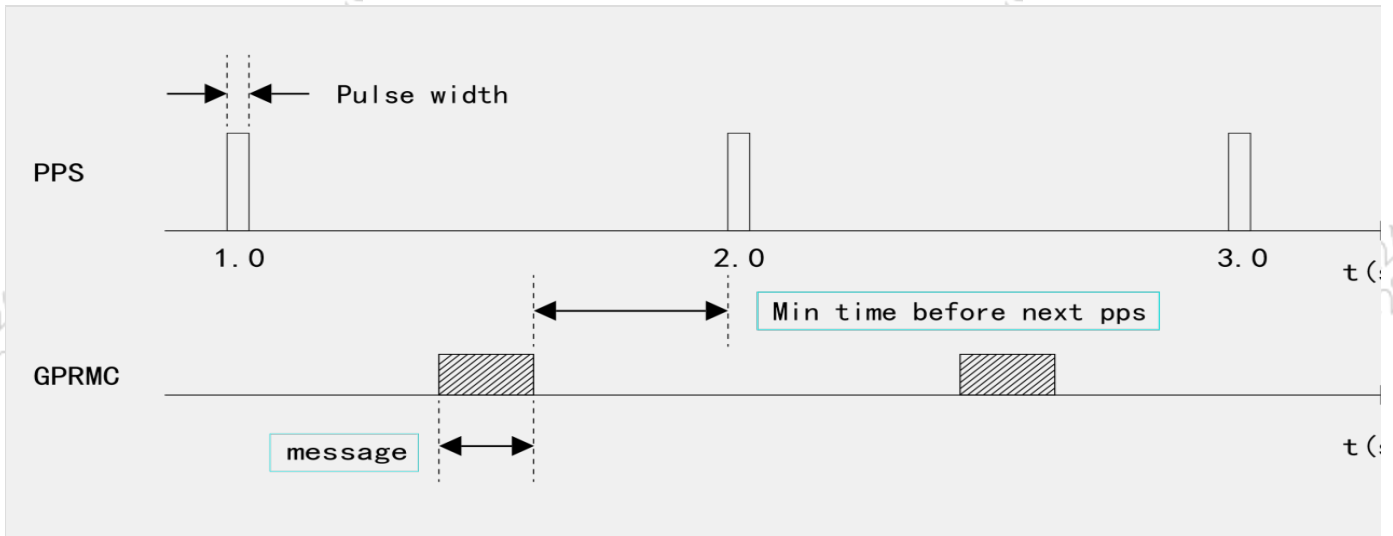 Pulse width
PPS
1.0 2.0 3.0
t(
Min time before next pps
GPRMC
message
t(